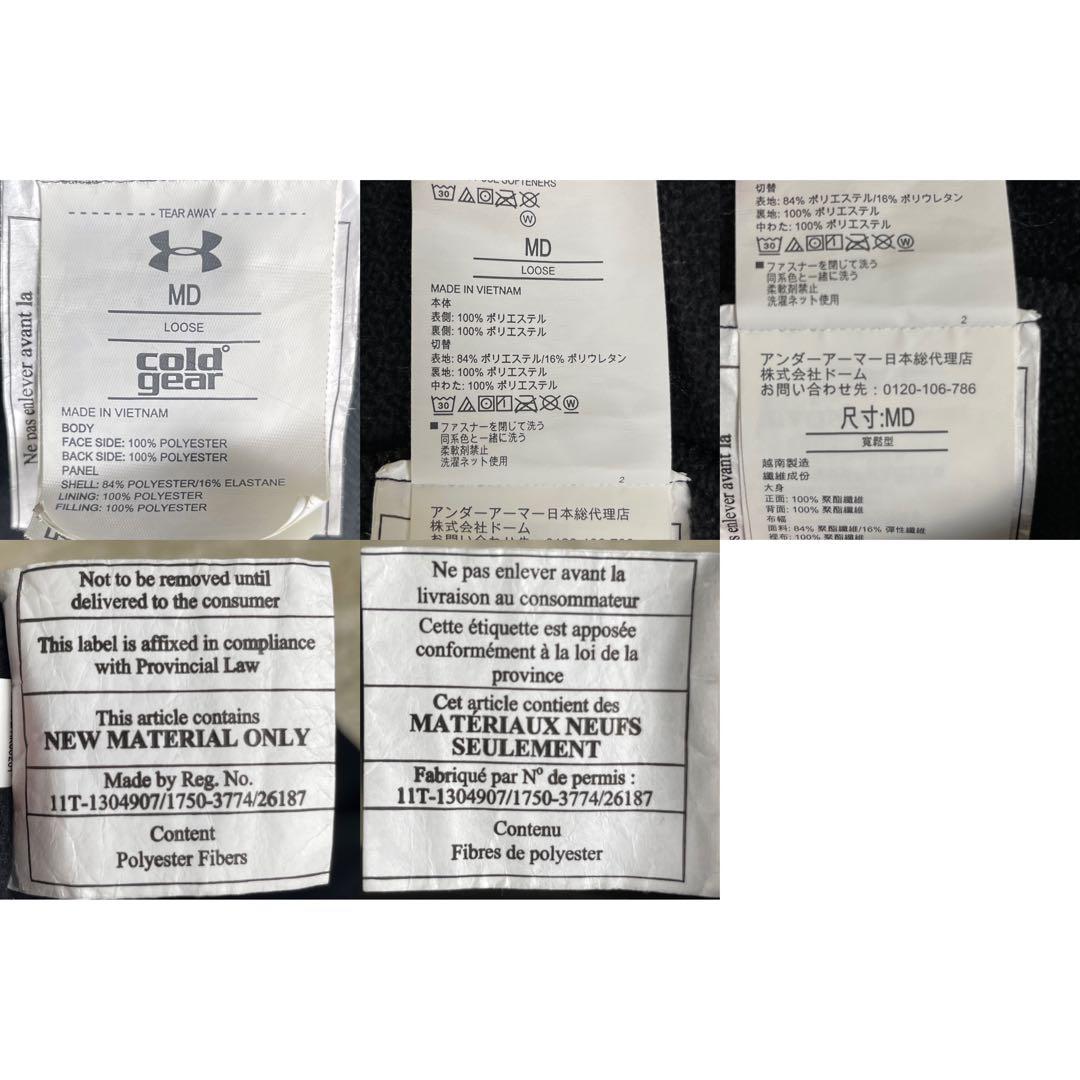 TEAR AWAY
MD
LOOSE
cold gear
MADE IN VIETNAM
BODY
FACE SIDE: 100% POLYESTER
BACK SIDE: 100% POLYESTER
PANEL
SHELL: 84% POLYESTER/16% ELASTANE
LINING: 100% POLYESTER
FILLING: 100% POLYESTER
Ne pas enlever avant la
SOFTENERS
30
W
MD
LOOSE
MADE IN VIETNAM
本体
表側: 100% ポリエステル
裏側: 100% ポリエステル
切替
表地: 84% ポリエステル/16% ポリウレタン
裏地: 100% ポリエステル
中わた: 100% ポリエステル
30 W
■ファスナーを閉じて洗う
同系色と一緒に洗う
柔軟剤禁止
洗濯ネット使用
2
アンダーアーマー日本総代理店
株式会社ドーム
切替
表地: 84% ポリエステル/16% ポリウレタン
裏地: 100% ポリエステル
中わた: 100% ポリエステル
30 W
■ファスナーを閉じて洗う
同系色と一緒に洗う
柔軟剤禁止
洗濯ネット使用
2
アンダーアーマー日本総代理店
株式会社ドーム
お問い合わせ先 : 0120-106-786
尺寸:MD
寬鬆型
越南製造
纖維成份
大身
正面: 100% 聚酯纖維
背面: 100% 聚酯纖維
布幅
面料: 84% 聚酯纖維/16% 彈性纖維
裡布: 100% 聚酯纖維
enlever avant la
Not to be removed until
delivered to the consumer
This label is affixed in compliance
with Provincial Law
This article contains
NEW MATERIAL ONLY
Made by Reg. No.
11T-1304907/1750-3774/26187
Content
Polyester Fibers
Ne pas enlever avant la
livraison au consommateur
Cette étiquette est apposée
conformément à la loi de la
province
Cet article contient des
MATÉRIAUX NEUFS
SEULEMENT
Fabriqué par Nº de permis :
11T-1304907/1750-3774/26187
Contenu
Fibres de polyester